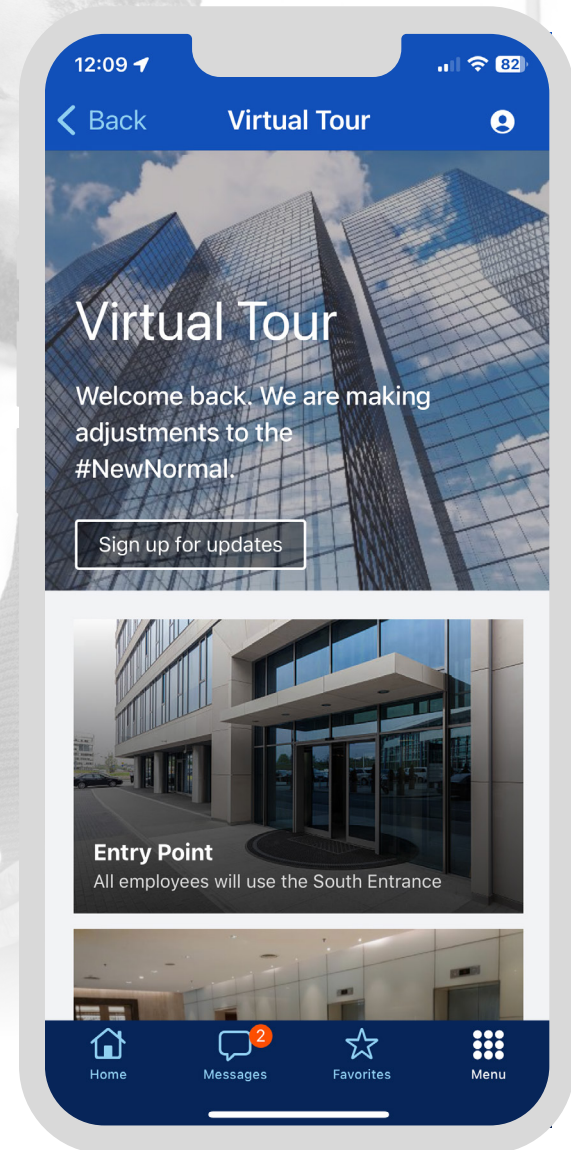 12:09
82
Back
Virtual Tour
Virtual Tour
Welcome back. We are making
adjustments to the
#NewNormal.
Sign up for updates
Entry Point
All employees will use the South Entrance
2
Home
Messages
Favorites
Menu